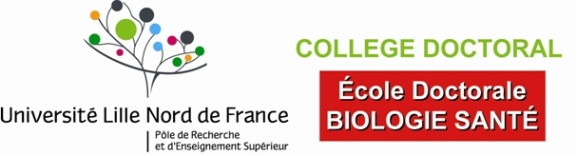 Université Lille Nord de France
Pôle de Recherche
et d'Enseignement Supérieur
COLLEGE DOCTORAL
École Doctorale
BIOLOGIE SANTÉ